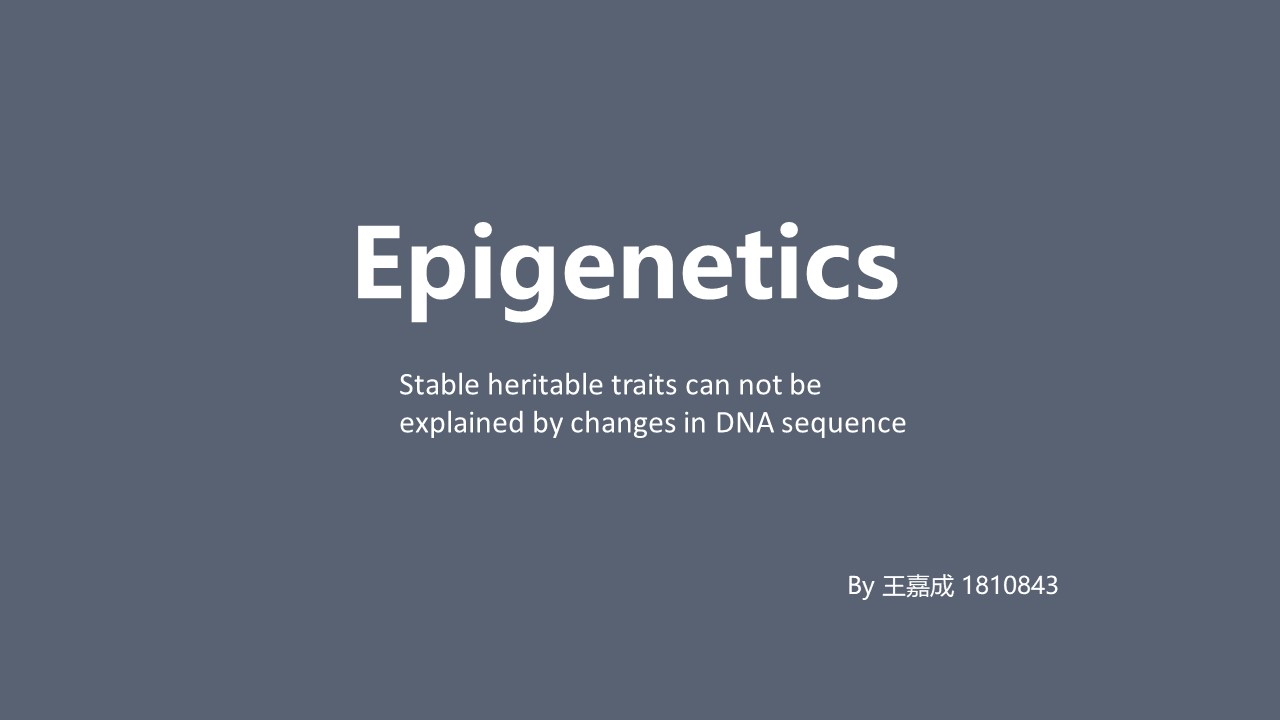 Epigenetics
Stable heritable traits can not be
explained by changes in DNA sequence
By 王嘉成 1810843